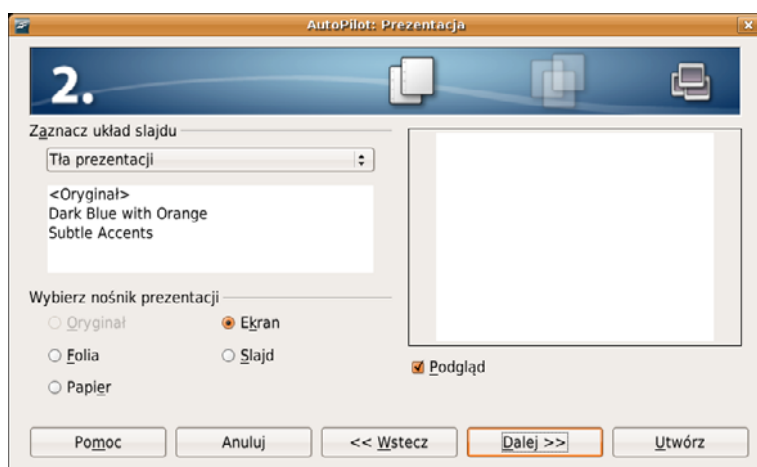 AutoPilot: Prezentacja
2.
Zaznacz układ slajdu
Tła prezentacji
<Oryginał>
Dark Blue with Orange
Subtle Accents
Wybierz nośnik prezentacji
Oryginał
Ekran
Folia
Slajd
Papier
Podgląd
Pomoc
Anuluj
<< Wstecz
Dalej >>
Utwórz